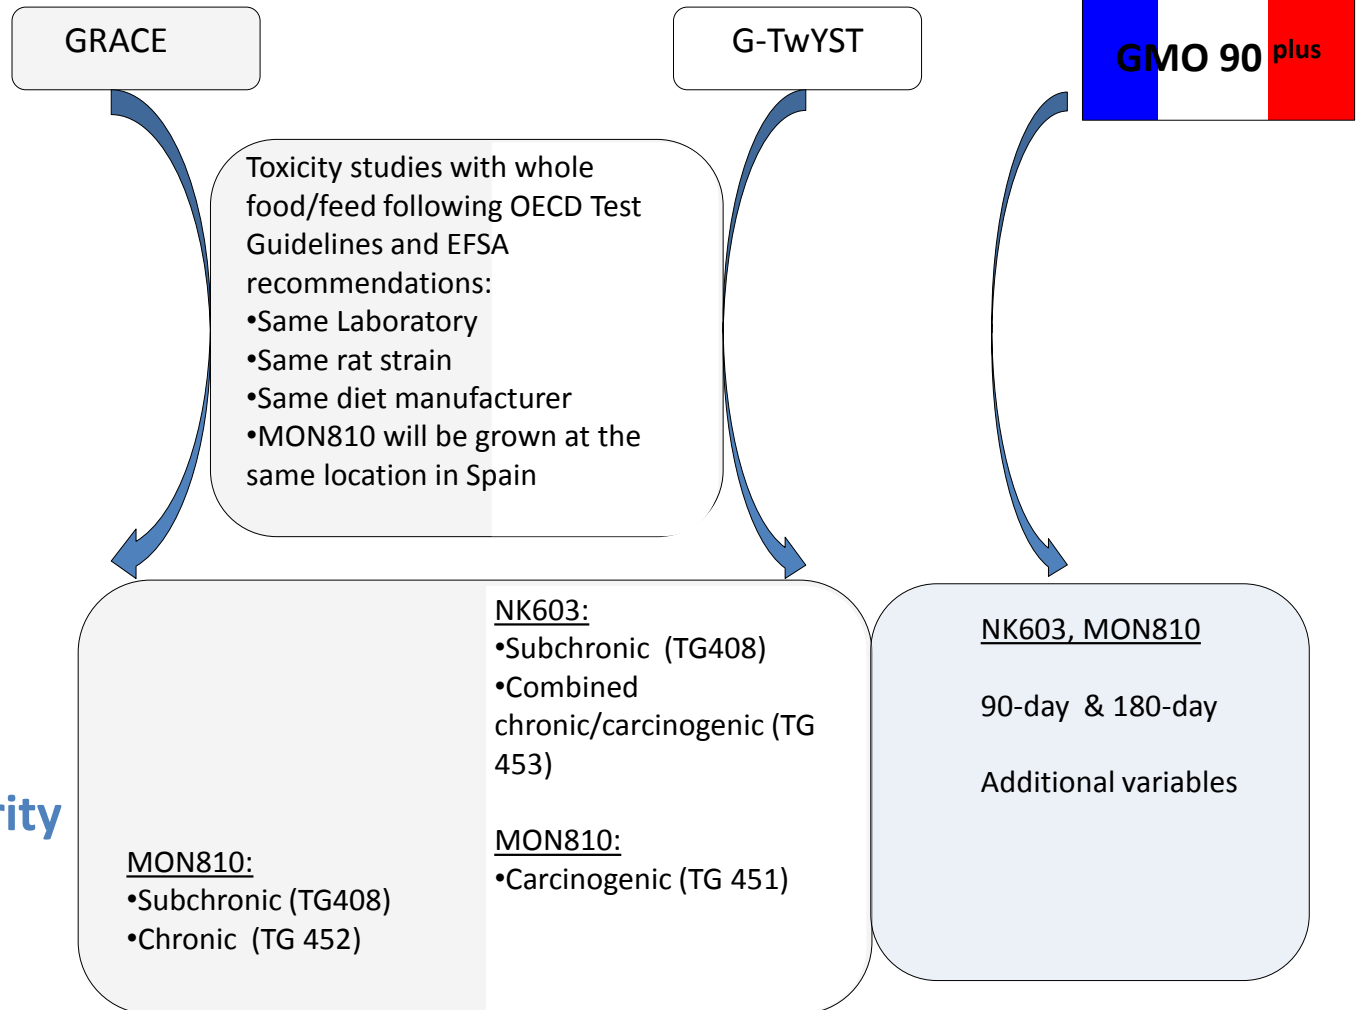 GRACE
G-TwYST
GMO 90 plus
Toxicity studies with whole
food/feed following OECD Test
Guidelines and EFSA
recommendations:
•Same Laboratory
•Same rat strain
•Same diet manufacturer
•MON810 will be grown at the
same location in Spain
rity
MON810:
•Subchronic (TG408)
•Chronic (TG 452)
NK603:
•Subchronic (TG408)
•Combined
chronic/carcinogenic (TG
453)
MON810:
•Carcinogenic (TG 451)
NK603, MON810
90-day & 180-day
Additional variables